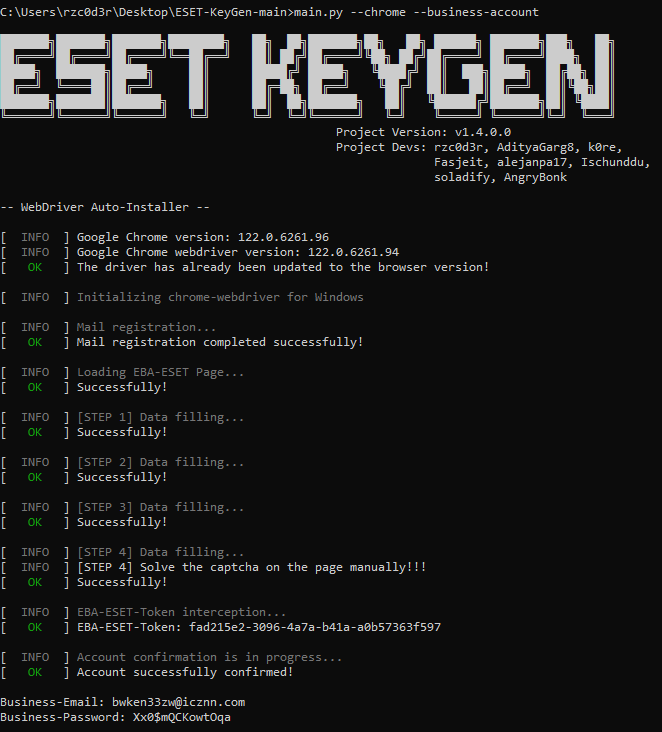 C:\Users\rzc0d3r\Desktop\ESET-KeyGen-main>main.py --chrome --business-account
ESET KEYGEN
Project Version: v1.4.0.0
Project Devs: rzc0d3r, AdityaGarg8, k0re,
Fasjeit, alejanpa17, Ischunddu,
soladify, AngryBonk
-- WebDriver Auto-Installer --
[ INFO ] Google Chrome version: 122.0.6261.96
[ INFO ] Google Chrome webdriver version: 122.0.6261.94
[ OK ] The driver has already been updated to the browser version!
[ INFO ] Initializing chrome-webdriver for Windows
[ INFO ] Mail registration...
[ OK ] Mail registration completed successfully!
[ INFO ] Loading EBA-ESET Page...
[ OK ] Successfully!
[ INFO ] [STEP 1] Data filling...
[ OK ] Successfully!
[ INFO ] [STEP 2] Data filling...
[ OK ] Successfully!
[ INFO ] [STEP 3] Data filling...
[ OK ] Successfully!
[ INFO ] [STEP 4] Data filling...
[ INFO ] [STEP 4] Solve the captcha on the page manually!!!
[ OK ] Successfully!
[ INFO ] EBA-ESET-Token interception...
[ OK ] EBA-ESET-Token: fad215e2-3096-4a7a-b41a-a0b57363f597
[ INFO ] Account confirmation is in progress...
[ OK ] Account successfully confirmed!
Business-Email: bwken33zw@icznn.com
Business-Password: Xx0$mQCKowtOqa